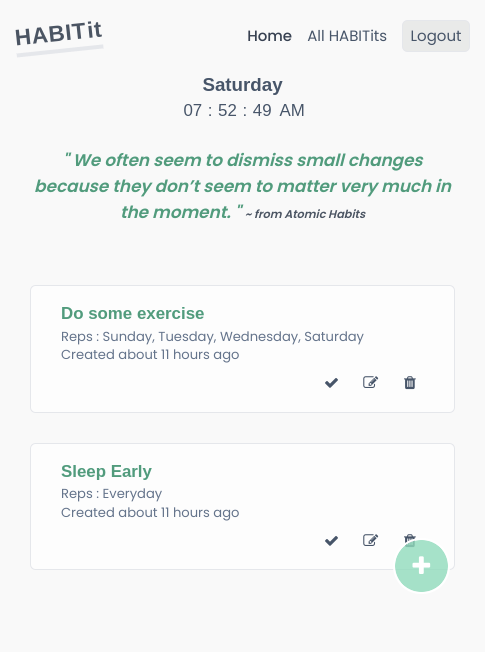 HABITit
Home All HABITits Logout
Saturday
07 : 52 : 49 AM
" We often seem to dismiss small changes
because they don’t seem to matter very much in
the moment. " ~ from Atomic Habits
Do some exercise
Reps : Sunday, Tuesday, Wednesday, Saturday
Created about 11 hours ago
Sleep Early
Reps : Everyday
Created about 11 hours ago